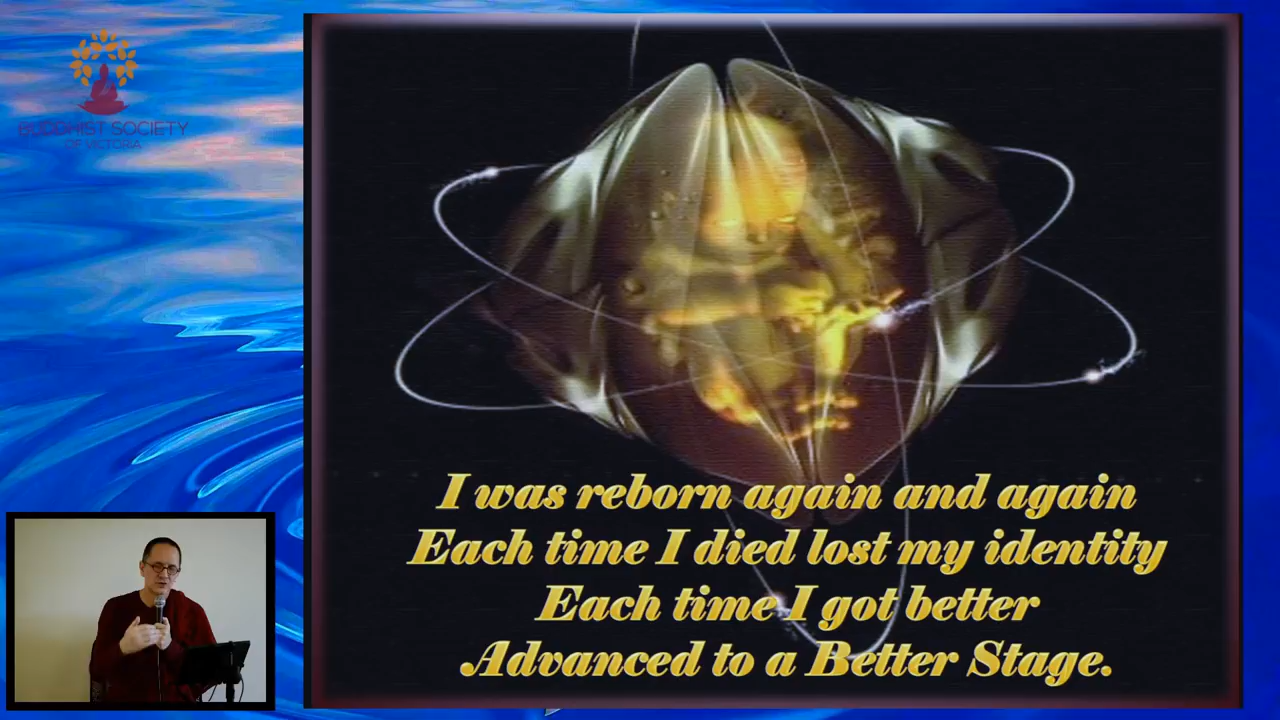 BUDDHIST SOCIETY
OF VICTORIA
I was reborn again and again
Each time I died lost my identity
Each time I got better
Advanced to a Better Stage.